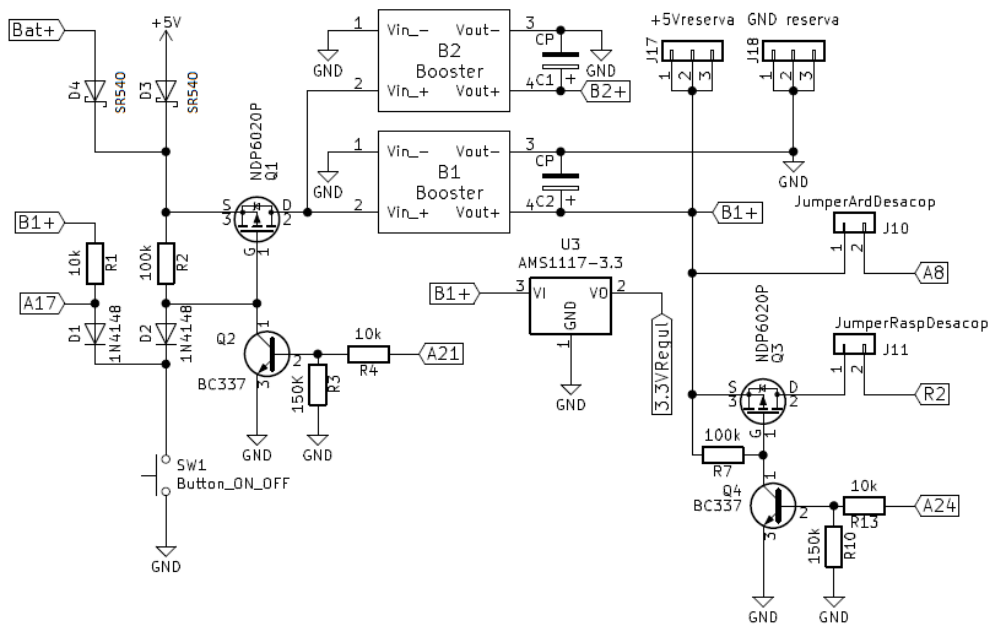 Bat+
+5V
D4
SR540
D3
SR540
1
Vin_-
Vout-
3
B2
Booster
2
Vin_+
Vout+
4
GND
CP
C1
+
GND
B2+
+5Vreserva
J17
1
2
3
GND reserva
J18
1
2
3
NDP6020P
Q1
S
3
D
2
G
1
1
Vin_-
Vout-
3
B1
Booster
2
Vin_+
Vout+
4
GND
CP
C2
+
GND
B1+
B1+
10k
R1
100k
R2
A17
D1
1N4148
D2
1N4148
Q2
BC337
1
2
3
10k
R4
A21
150K
R3
GND
GND
SW1
Button_ON_OFF
GND
U3
AMS1117-3.3
B1+
3
VI
VO
2
GND
1
GND
3.3VRequl
JumperArdDesacop
J10
1
2
A8
JumperRaspDesacop
J11
1
2
R2
NDP6020P
Q3
S
3
D
2
G
1
100k
R7
Q4
BC337
1
2
3
10k
R13
A24
150k
R10
GND
GND